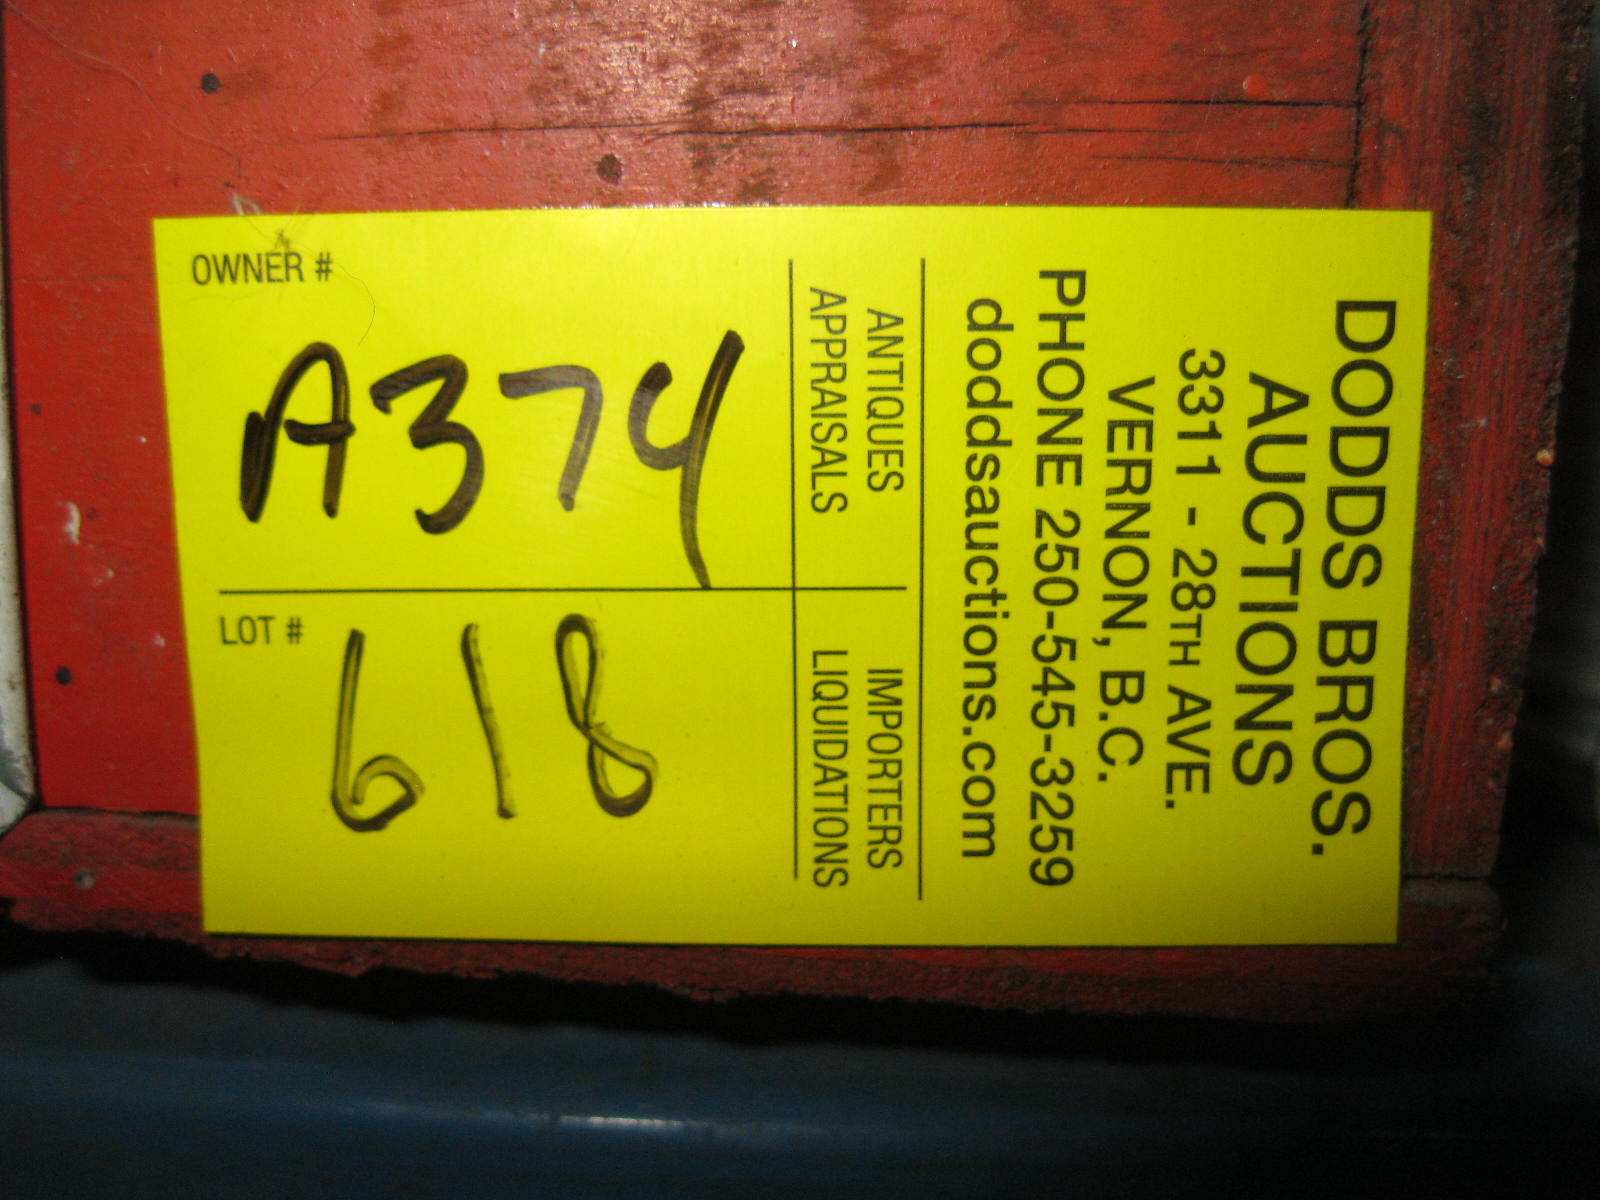 DODDS BROS.
AUCTIONS
3311 - 28TH AVE.
VERNON, B.C.
PHONE 250-545-3259
doddsauctions.com
ANTIQUES
APPRAISALS
IMPORTERS
LIQUIDATIONS
OWNER #
A374
LOT #
618